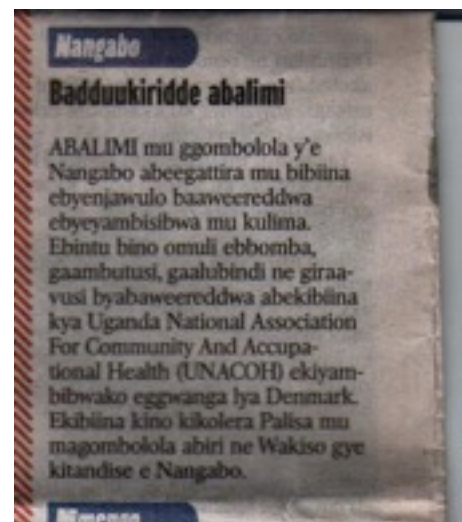 Nangabo
Badduukiridde abalimi
ABALIMI mu ggombolola y'e
Nangabo abeegattira mu bibiina
ebyenjawulo baaweereddwa
ebyeyambisibwa mu kulima.
Ebintu bino omuli ebbomba,
gaambutusi, gaalubindi ne giraa-
vusi byabaweereddwa abekibiina
kya Uganda National Association
For Community And Accupa-
tional Health (UNACOH) ekiyam-
bibwako eggwanga lya Denmark.
Ekibiina kino kikolera Palisa mu
magombolola abiri ne Wakiso gye
kitandise e Nangabo.